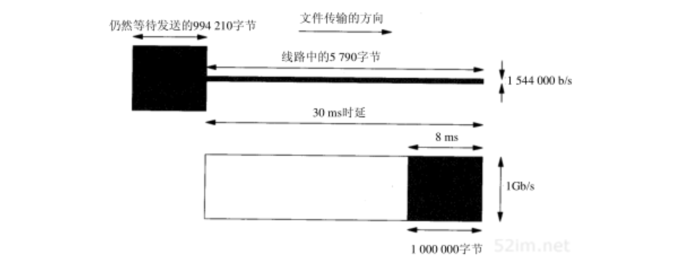 仍然等待发送的994 210字节
文件传输的方向
线路中的5 790字节
1 544 000 b/s
30 ms时延
8 ms
1Gb/s
1 000 000字节
52im.net